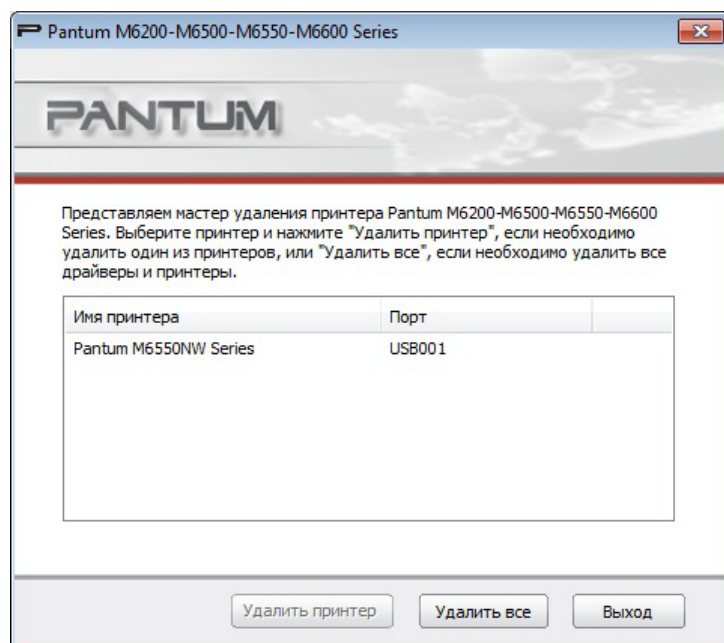 Pantum M6200-M6500-M6550-M6600 Series
PANTUM
Представляем мастер удаления принтера Pantum M6200-M6500-M6550-M6600
Series. Выберите принтер и нажмите "Удалить принтер", если необходимо
удалить один из принтеров, или "Удалить все", если необходимо удалить все
драйверы и принтеры.
Имя принтера Порт
Pantum M6550NW Series USB001
Удалить принтер Удалить все Выход